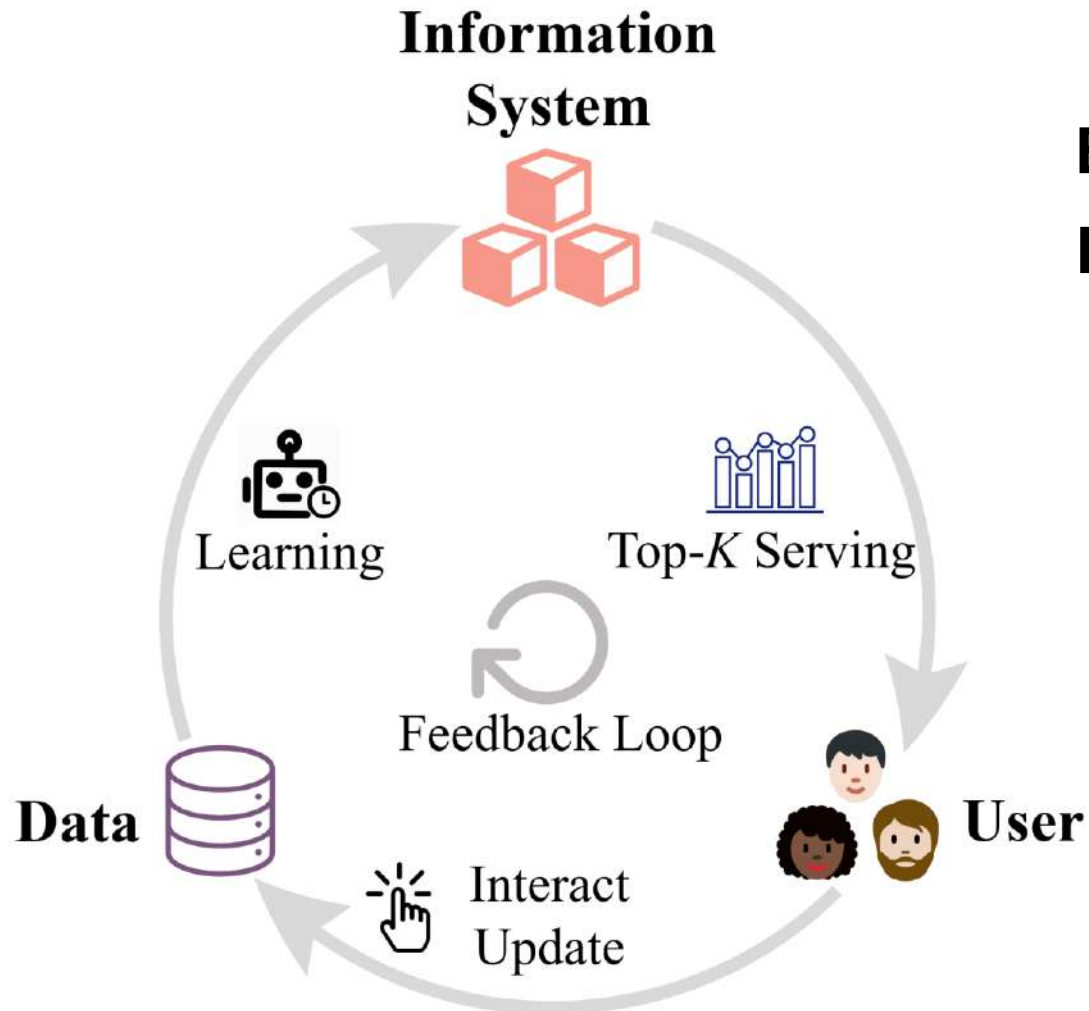 Information
System
Learning
Top-K Serving
Feedback Loop
Data
User
Interact
Update